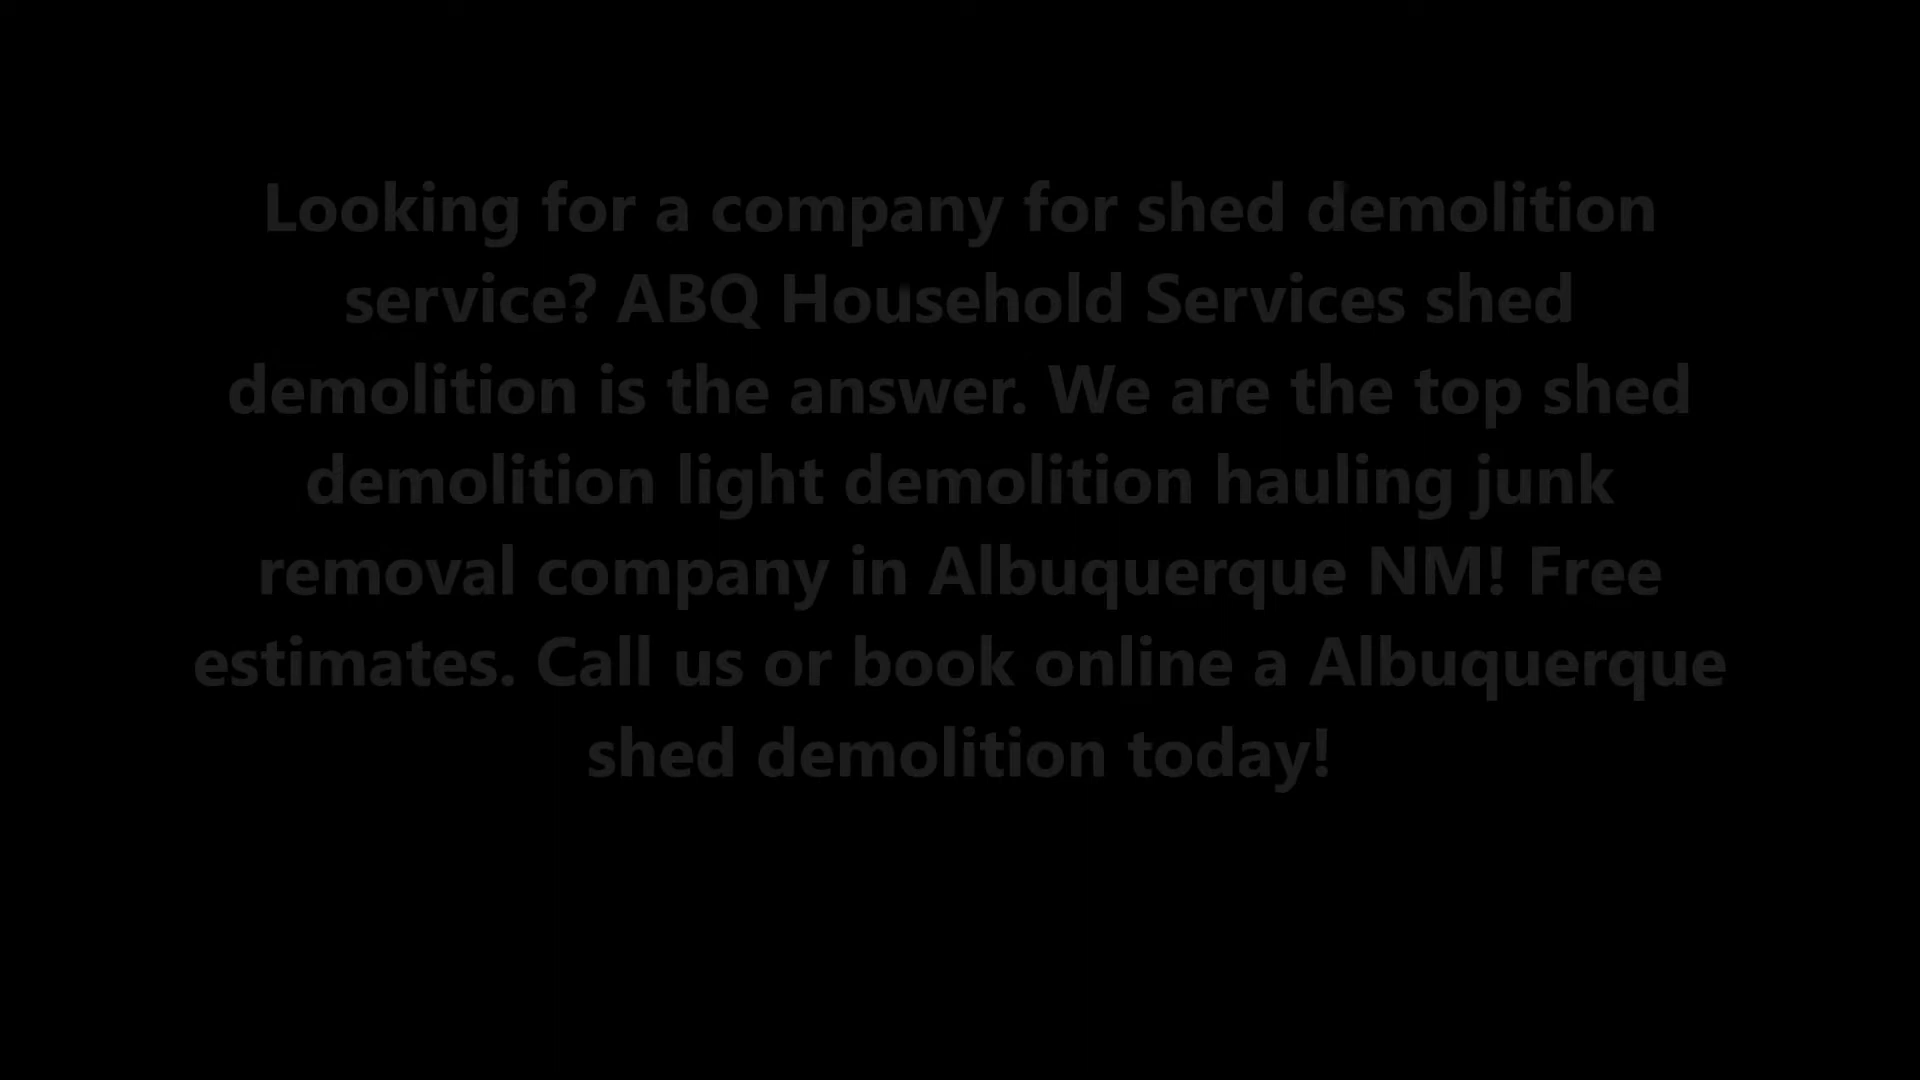 Looking for a company for shed demolition
service? ABQ Household Services shed
demolition is the answer. We are the top shed
demolition light demolition hauling junk
removal company in Albuquerque NM! Free
estimates. Call us or book online a Albuquerque
shed demolition today!